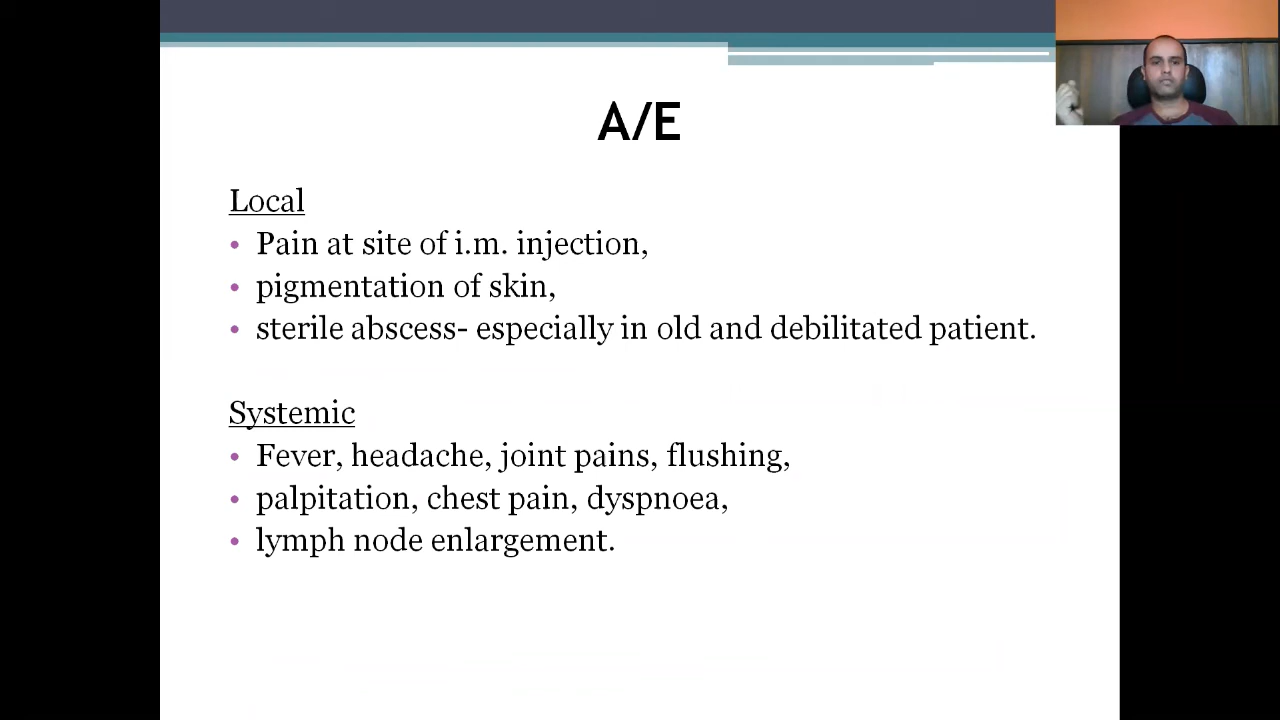 A/E
Local
• Pain at site of i.m. injection,
• pigmentation of skin,
• sterile abscess- especially in old and debilitated patient.
Systemic
• Fever, headache, joint pains, flushing,
• palpitation, chest pain, dyspnoea,
• lymph node enlargement.